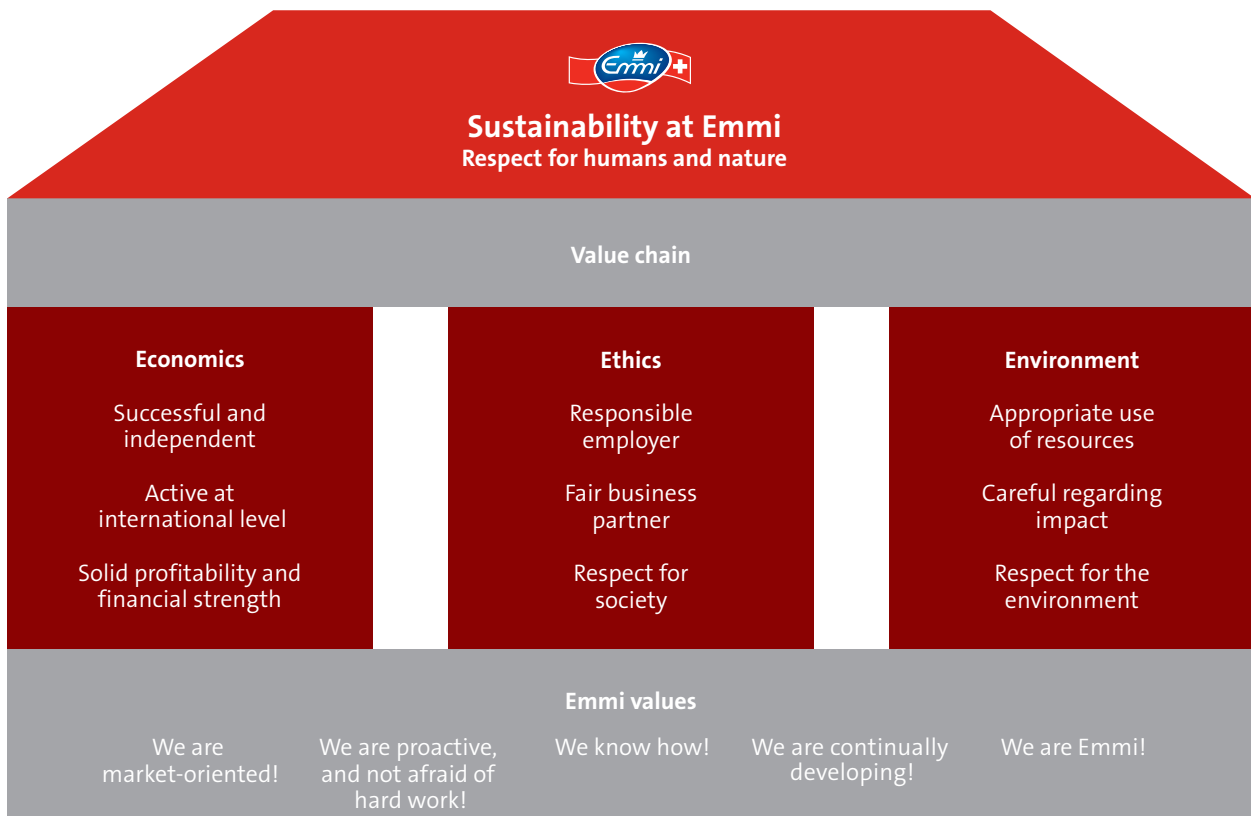 Emmi
Sustainability at Emmi
Respect for humans and nature
Value chain
Economics
Successful and
independent
Active at
international level
Solid profitability and
financial strength
Ethics
Responsible
employer
Fair business
partner
Respect for
society
Environment
Appropriate use
of resources
Careful regarding
impact
Respect for the
environment
Emmi values
We are
market-oriented!
We are proactive,
and not afraid of
hard work!
We know how!
We are continually
developing!
We are Emmi!